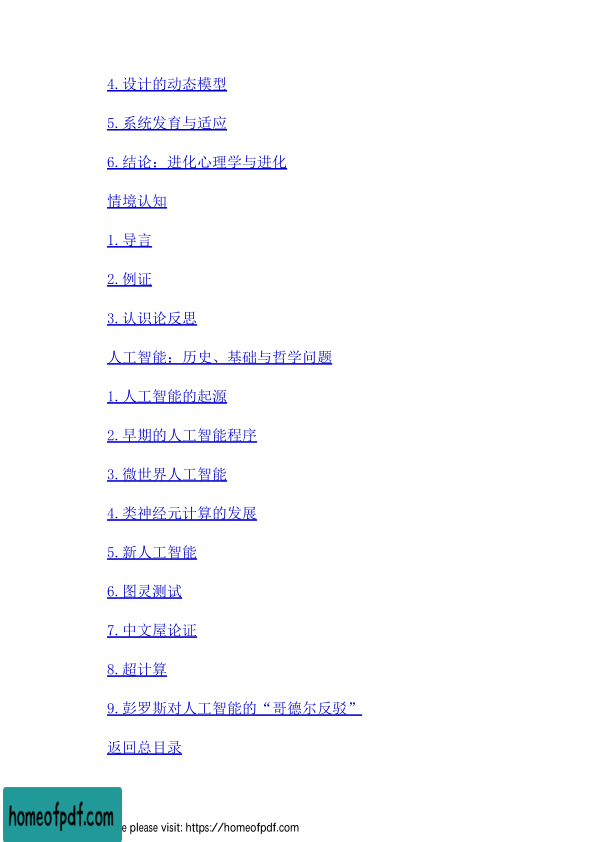 4.设计的动态模型
5.系统发育与适应
6.结论：进化心理学与进化
情境认知
1.导言
2.例证
3.认识论反思
人工智能：历史、基础与哲学问题
1.人工智能的起源
2.早期的人工智能程序
3.微世界人工智能
4.类神经元计算的发展
5.新人工智能
6.图灵测试
7.中文屋论证
8.超计算
9.彭罗斯对人工智能的“哥德尔反驳”
返回总目录
homeofpdf.com
e please visit: https://homeofpdf.com